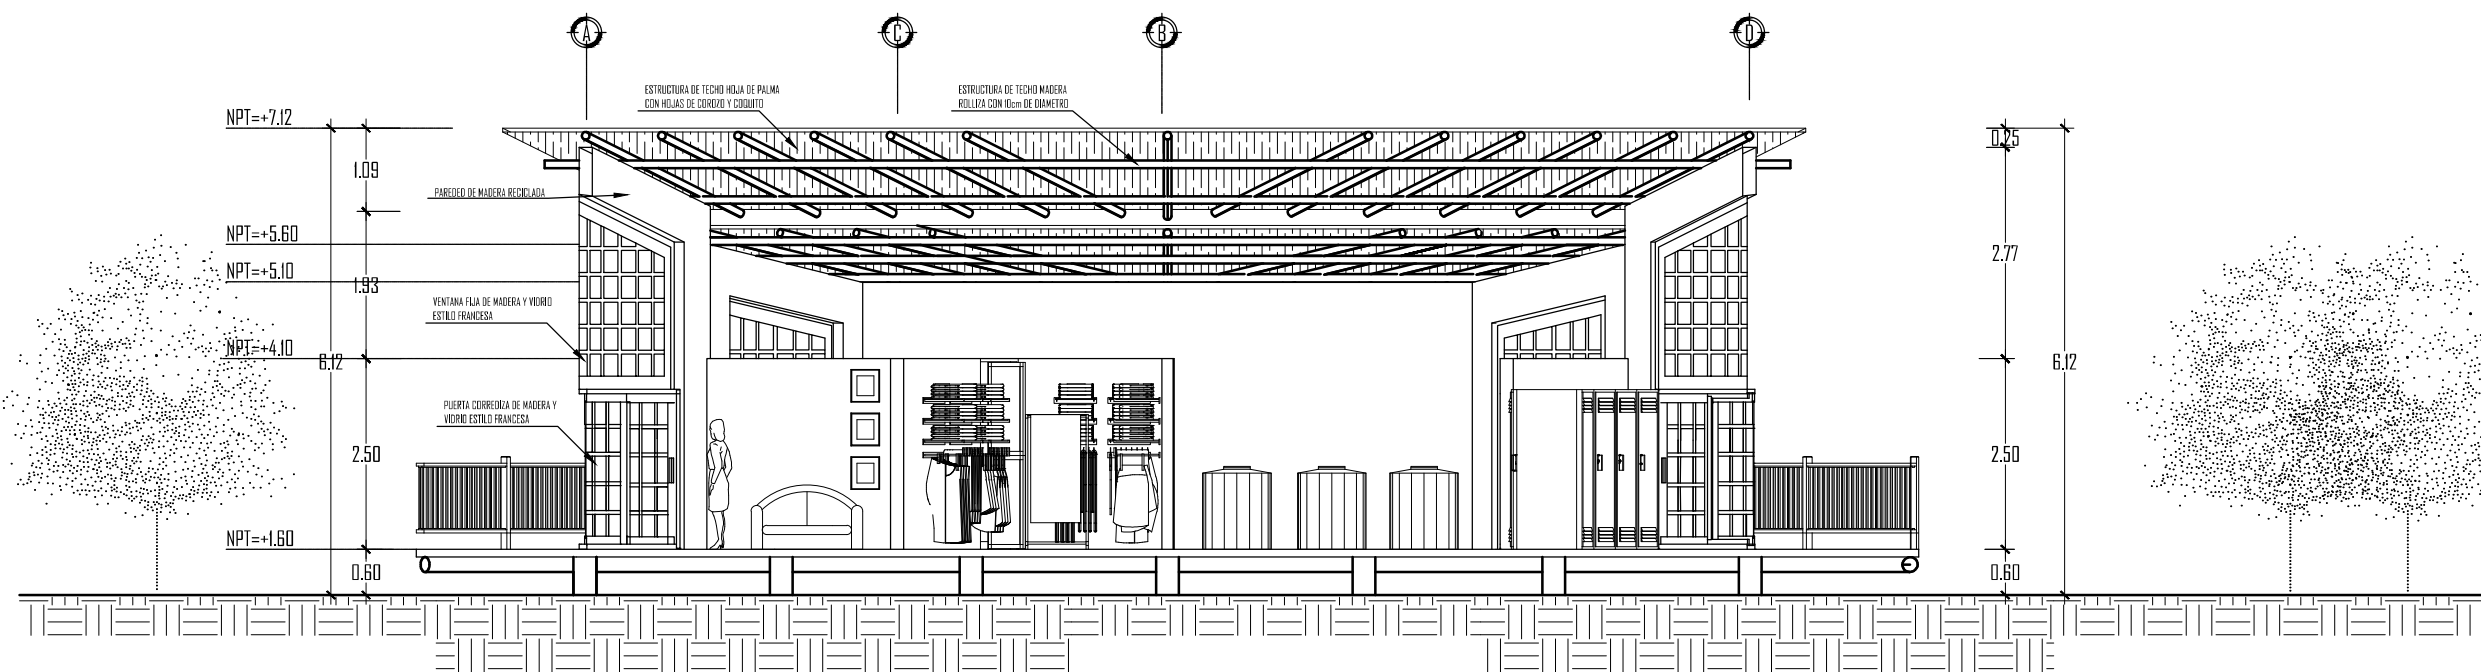 A
C
B
D
ESTRUCTURA DE TECHO HOJA DE PALMA
CON HOJAS DE COROZO Y COQUITO
ESTRUCTURA DE TECHO MADERA
ROLLIZA CON 10cm DE DIAMETRO
NPT=+7.12
0.25
1.09
PAREDED DE MADERA RECICLADA
NPT=+5.60
2.77
NPT=+5.10
1.93
VENTANA FIJA DE MADERA Y VIDRIO
ESTILO FRANCESA
NPT=+4.10
6.12
6.12
PUERTA CORREDIZA DE MADERA Y
VIDRIO ESTILO FRANCESA
2.50
2.50
NPT=+1.60
0.60
0.60